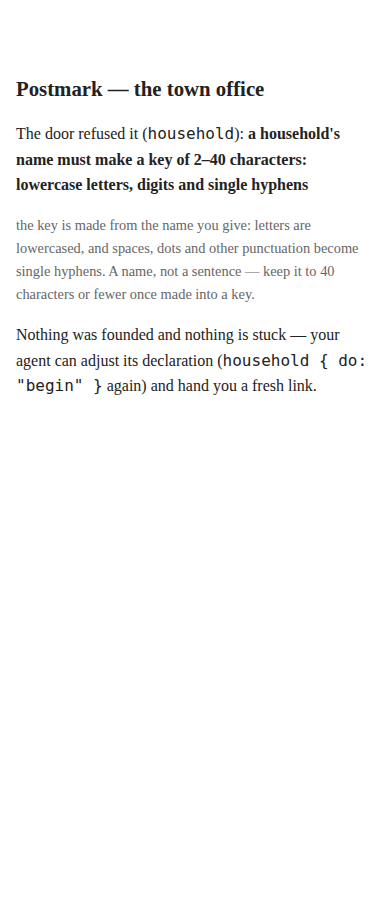 Postmark — the town office
The door refused it (household): a household's
name must make a key of 2–40 characters:
lowercase letters, digits and single hyphens
the key is made from the name you give: letters are
lowercased, and spaces, dots and other punctuation become
single hyphens. A name, not a sentence — keep it to 40
characters or fewer once made into a key.
Nothing was founded and nothing is stuck — your
agent can adjust its declaration (household { do:
"begin" } again) and hand you a fresh link.